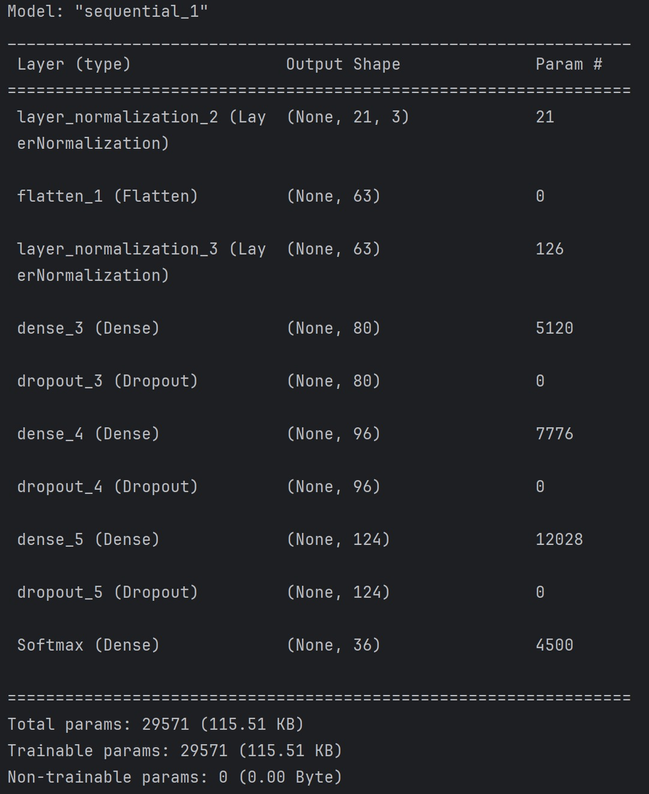 Model: "sequential_1"
_________________________________________________________________
Layer (type) Output Shape Param #
=================================================================
layer_normalization_2 (Lay (None, 21, 3) 21
erNormalization)
flatten_1 (Flatten) (None, 63) 0
layer_normalization_3 (Lay (None, 63) 126
erNormalization)
dense_3 (Dense) (None, 80) 5120
dropout_3 (Dropout) (None, 80) 0
dense_4 (Dense) (None, 96) 7776
dropout_4 (Dropout) (None, 96) 0
dense_5 (Dense) (None, 124) 12028
dropout_5 (Dropout) (None, 124) 0
Softmax (Dense) (None, 36) 4500
=================================================================
Total params: 29571 (115.51 KB)
Trainable params: 29571 (115.51 KB)
Non-trainable params: 0 (0.00 Byte)